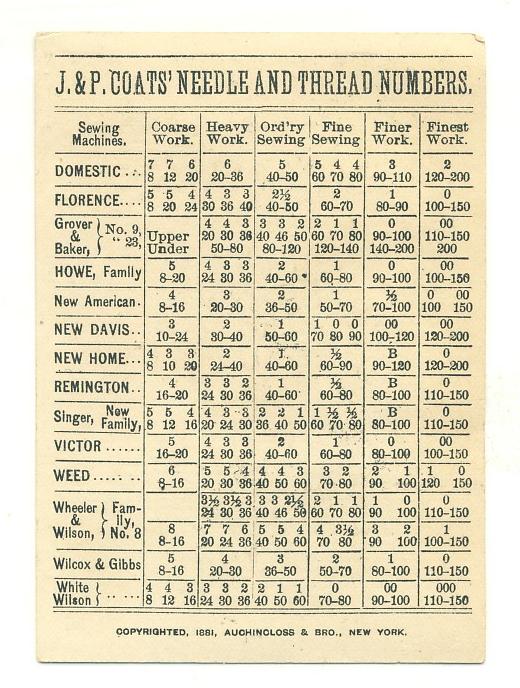 J. & P. COATS' NEEDLE AND THREAD NUMBERS.
Sewing Machines. Coarse Work. Heavy Work. Ord'ry Sewing Fine Sewing Finer Work. Finest Work.
7 7 6 6 5 5 4 4 3 2
DOMESTIC ... 8 12 20 20-36 40-50 60 70 80 90-110 120-200
5 5 4 4 3 3 2½ 2 1 0
FLORENCE.... 8 20 24 30 36 40 40-50 60-70 80-90 100-150
Grover & Baker, { No. 9, 4 4 3 3 3 2 2 1 1 0 00
" 23, Upper 20 30 36 40 46 50 60 70 80 90-100 110-150
Under 50-80 80-120 120-140 140-200 200
5 4 3 3 2 1 0 00
HOWE, Family 8-20 24 30 36 40-60 60-80 90-100 100-150
4 3 2 1 ½ 0 00
New American. 8-16 20-30 36-50 50-70 70-100 100 150
3 2 1 1 0 0 00 00
NEW DAVIS.. 10-24 30-40 50-60 70 80 90 100-120 120-200
4 3 3 2 1 ½ B 0
NEW HOME... 8 10 20 24-40 40-60 60-90 90-120 120-200
4 3 3 2 1 ½ B 0
REMINGTON.. 16-20 24 30 36 40-60 60-80 80-100 110-150
Singer, New 5 5 4 4 3 3 2 2 1 1 ½ ½ B 0
Family, 8 12 16 20 24 30 36 40 50 60 70 80 80-100 110-150
5 4 3 3 2 1 0 00
VICTOR ...... 16-20 24 30 36 40-60 60-80 80-100 100-150
6 5 5 4 4 4 3 3 2 2 1 1 0
WEED ...... 8-16 20 30 36 40 50 60 70 80 90 100 120 150
Wheeler & Wilson, { Family, No. 8 3½ 3½ 3 3 3 2½ 2 1 1 1 0 0
24 30 36 40 46 50 60 70 80 90 100 110-150
8 7 7 6 5 5 4 4 3½ 3 2 1
8-16 20 24 36 40 50 60 70 80 90 100 100-150
5 4 3 2 1 0
Wilcox & Gibbs 8-16 20-30 36-50 50-70 80-100 110-150
White 4 4 3 3 3 2 2 1 1 0 00 000
Wilson { ..... 8 12 16 24 30 36 40 50 60 70-80 90-100 110-150
COPYRIGHTED, 1881, AUCHINCLOSS & BRO., NEW YORK.